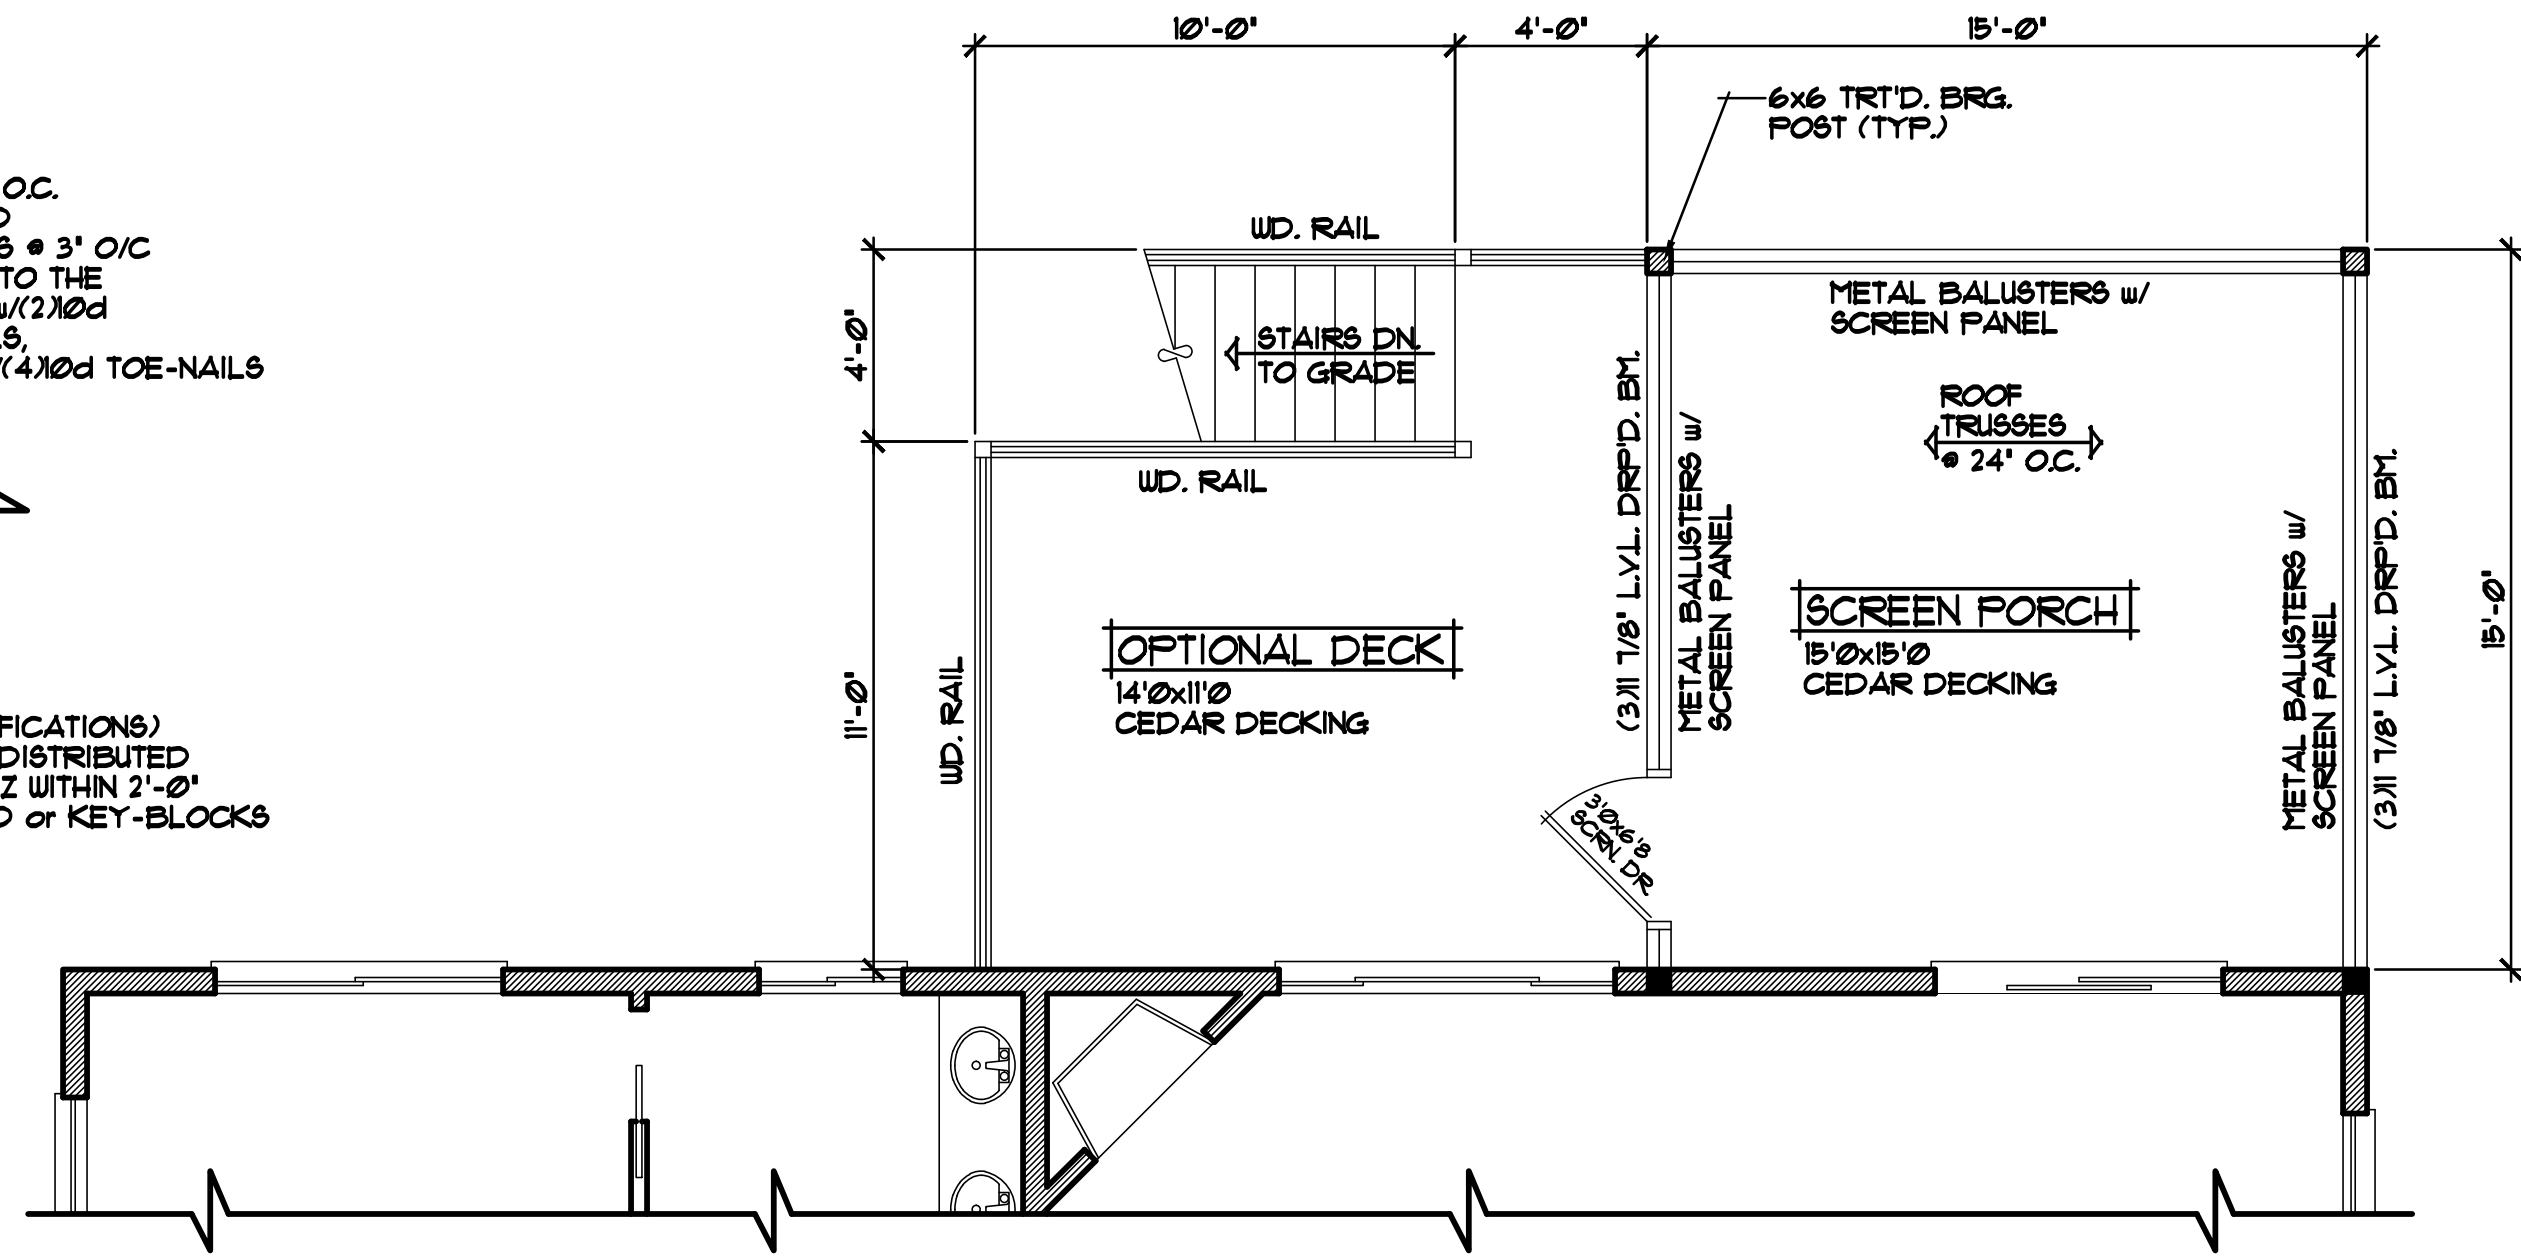 10'-0"
4'-0"
15'-0"
6x6 TRT'D. BRG.
POST (TYP.)
O.C.
S @ 3" O/C
TO THE
w/(2)10d
S,
(4)10d TOE-NAILS
WD. RAIL
STAIRS DN.
TO GRADE
4'-0"
WD. RAIL
METAL BALUSTERS w/
SCREEN PANEL
ROOF
TRUSSES
@ 24" O.C.
(3)11 7/8" L.V.L. DRP'D. BM.
METAL BALUSTERS w/
SCREEN PANEL
METAL BALUSTERS w/
SCREEN PANEL
(3)11 7/8" L.V.L. DRP'D. BM.
15'-0"
SCREEN PORCH
15'0x15'0
CEDAR DECKING
OPTIONAL DECK
14'0x11'0
CEDAR DECKING
WD. RAIL
11'-0"
3'0x6'8
SCRN. DR
FICATIONS)
DISTRIBUTED
Z WITHIN 2'-0"
D or KEY-BLOCKS